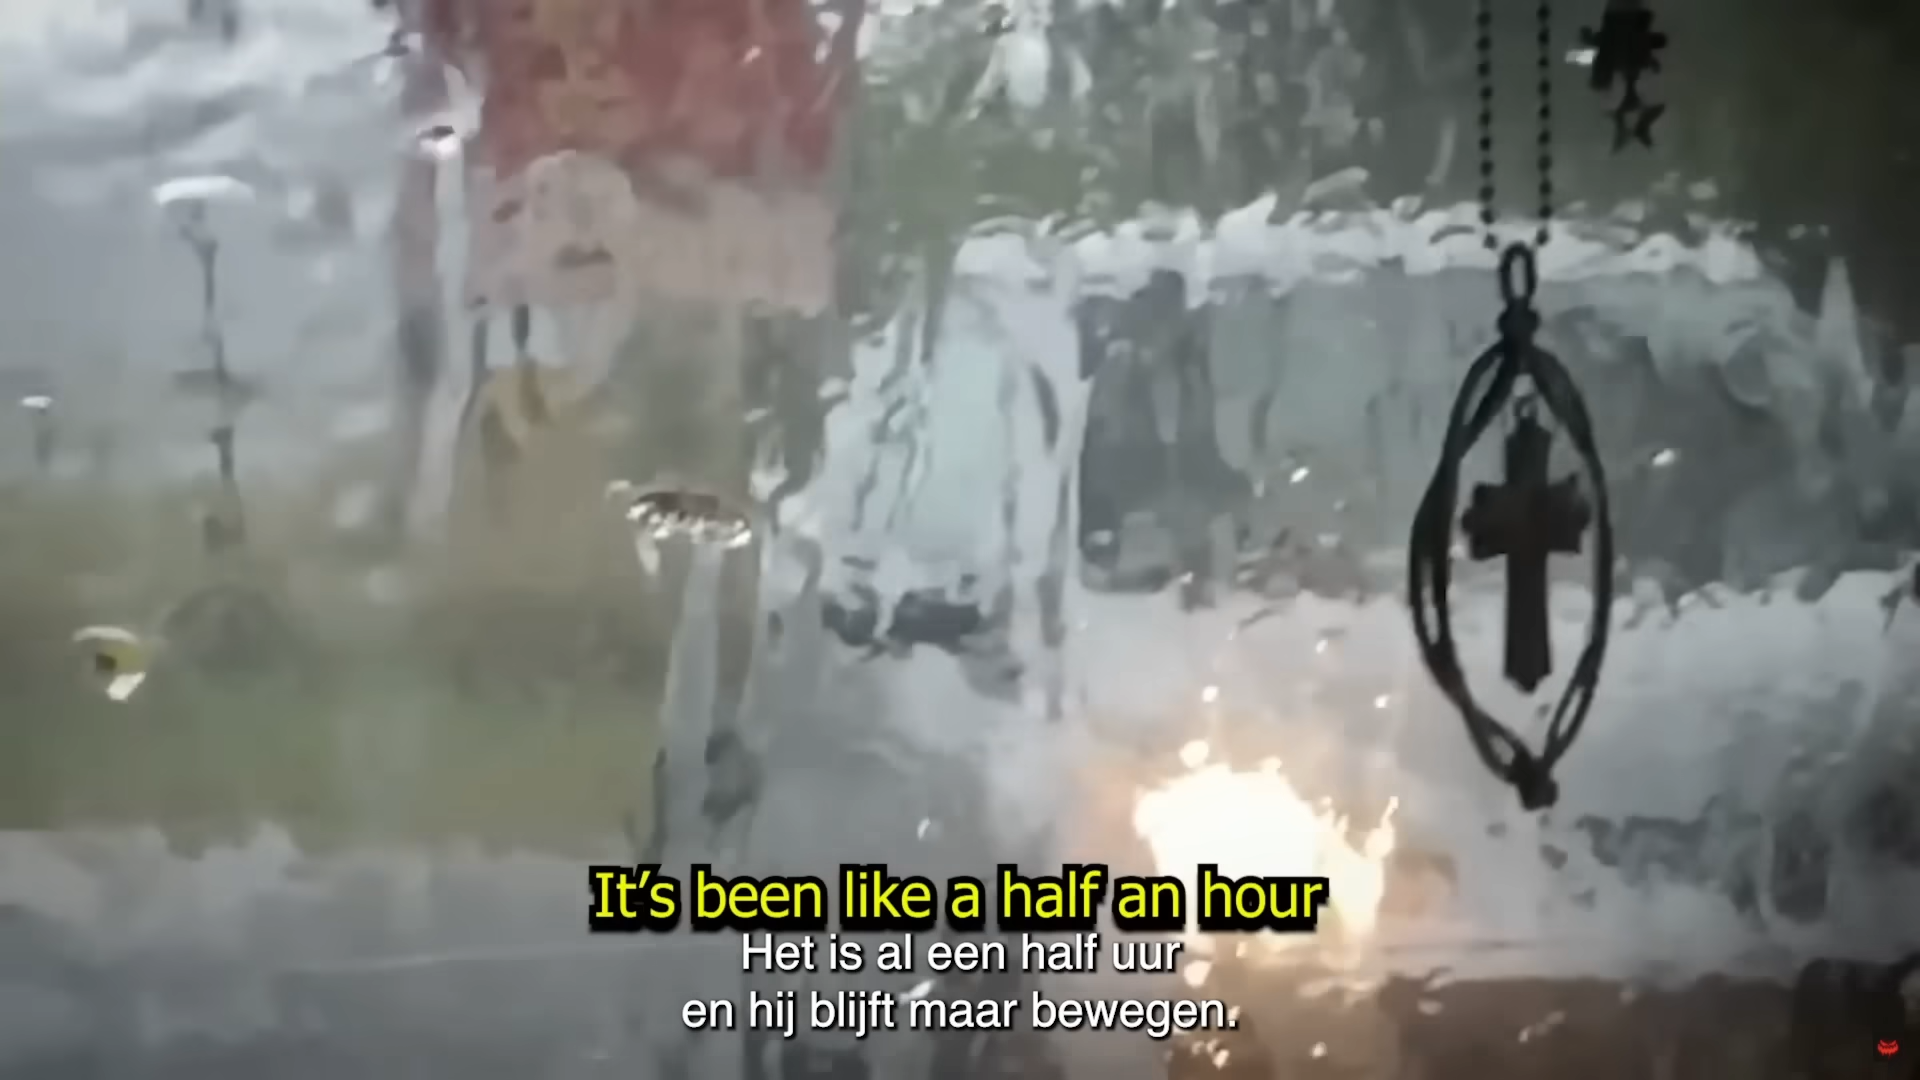 It's been like a half an hour
Het is al een half uur
en hij blijft maar bewegen.